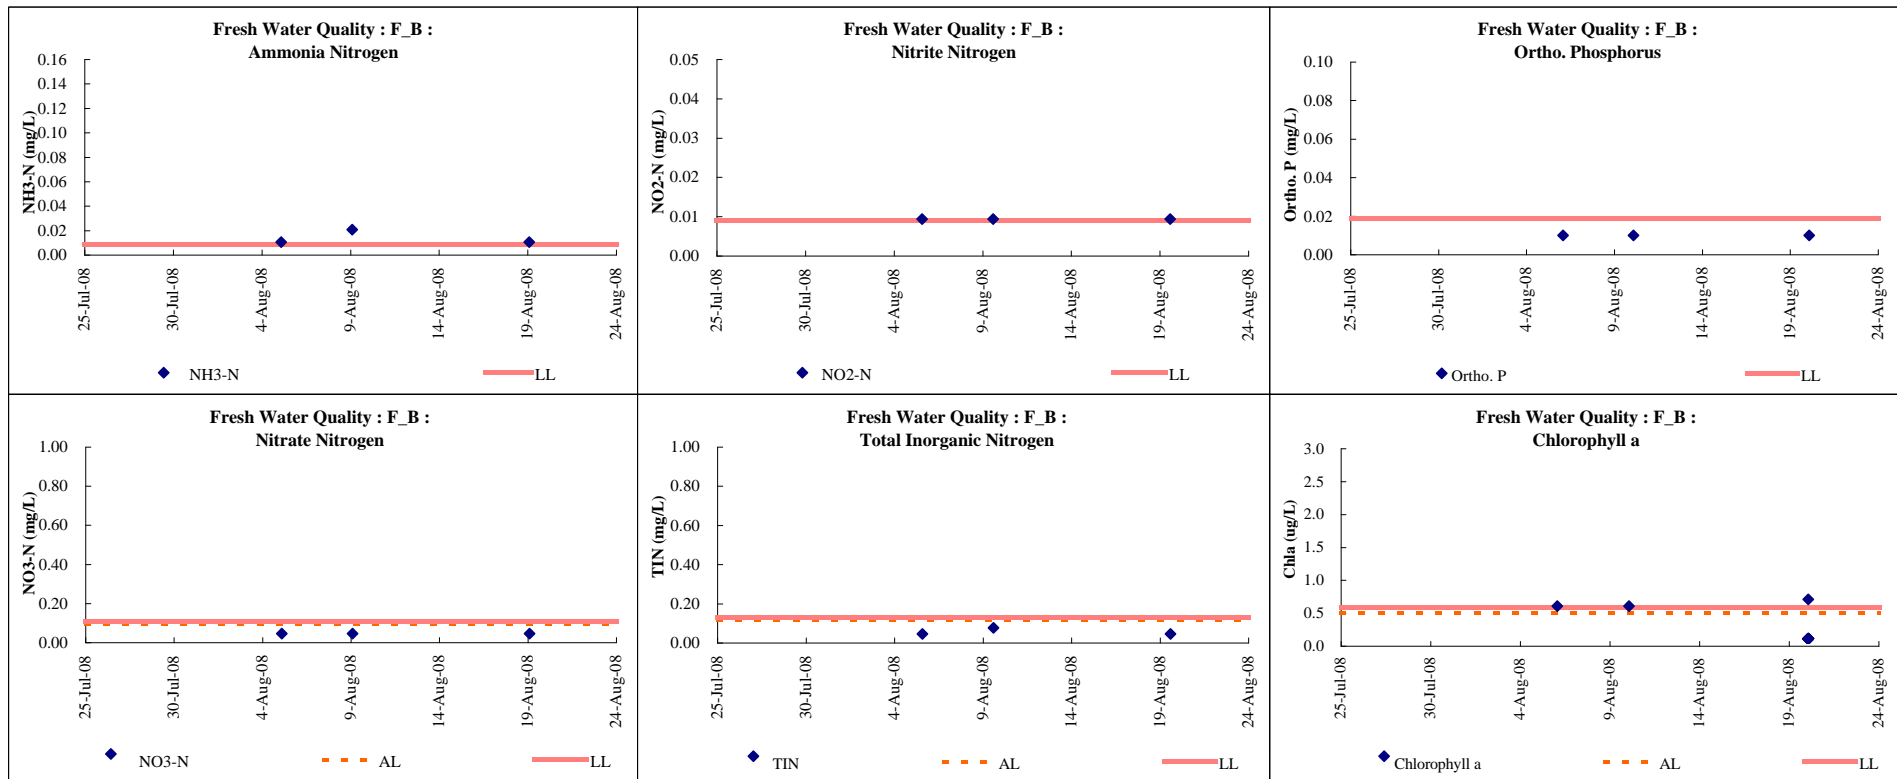 Fresh Water Quality : F_B :
Ammonia Nitrogen
NH3-N (mg/L)
0.16
0.14
0.12
0.10
0.08
0.06
0.04
0.02
0.00
25-Jul-08
30-Jul-08
4-Aug-08
9-Aug-08
14-Aug-08
19-Aug-08
24-Aug-08
NH3-N
LL
Fresh Water Quality : F_B :
Nitrite Nitrogen
NO2-N (mg/L)
0.05
0.04
0.03
0.02
0.01
0.00
25-Jul-08
30-Jul-08
4-Aug-08
9-Aug-08
14-Aug-08
19-Aug-08
24-Aug-08
NO2-N
LL
Fresh Water Quality : F_B :
Ortho. Phosphorus
Ortho. P (mg/L)
0.10
0.08
0.06
0.04
0.02
0.00
25-Jul-08
30-Jul-08
4-Aug-08
9-Aug-08
14-Aug-08
19-Aug-08
24-Aug-08
Ortho. P
LL
Fresh Water Quality : F_B :
Nitrate Nitrogen
NO3-N (mg/L)
1.00
0.80
0.60
0.40
0.20
0.00
25-Jul-08
30-Jul-08
4-Aug-08
9-Aug-08
14-Aug-08
19-Aug-08
24-Aug-08
NO3-N
AL
LL
Fresh Water Quality : F_B :
Total Inorganic Nitrogen
TIN (mg/L)
1.00
0.80
0.60
0.40
0.20
0.00
25-Jul-08
30-Jul-08
4-Aug-08
9-Aug-08
14-Aug-08
19-Aug-08
24-Aug-08
TIN
AL
LL
Fresh Water Quality : F_B :
Chlorophyll a
Chla (ug/L)
3.0
2.5
2.0
1.5
1.0
0.5
0.0
25-Jul-08
30-Jul-08
4-Aug-08
9-Aug-08
14-Aug-08
19-Aug-08
24-Aug-08
Chlorophyll a
AL
LL